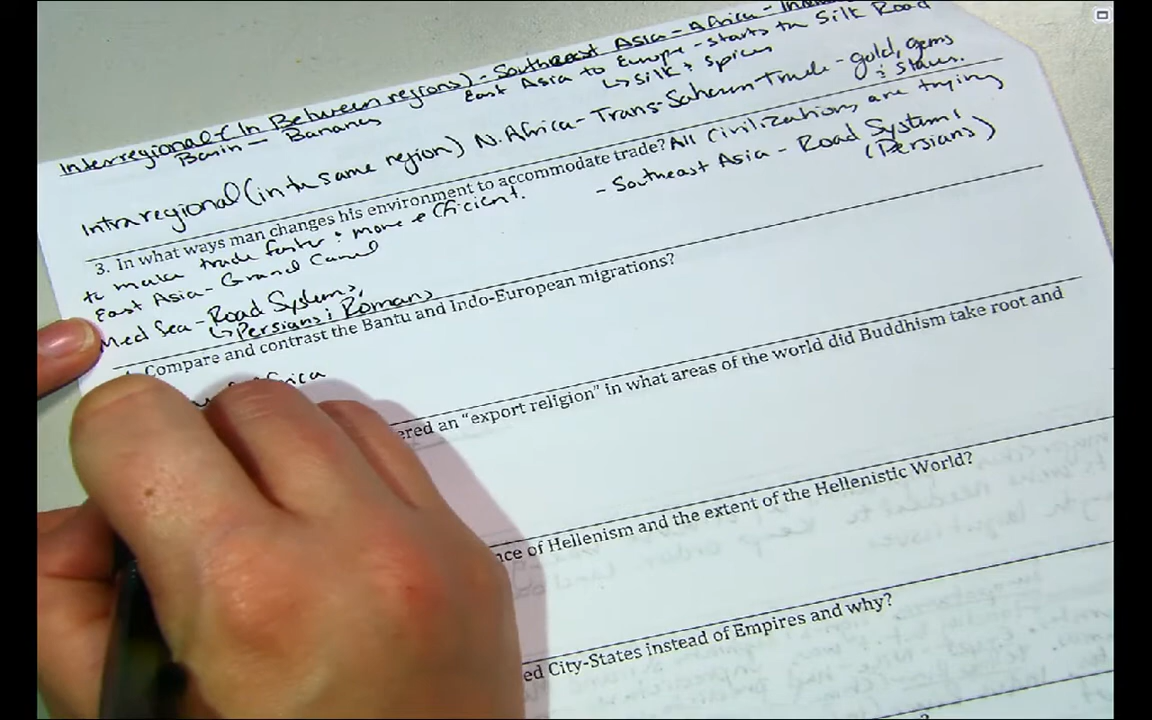 Interregional (In Between regions) - Southeast Asia - Africa -
Basin - Bananas
East Asia to Europe - starts the Silk Road
↳ silk & spices
Intraregional (in the same region) N. Africa - Trans-Saharan Trade - gold, gems
& slaves.
3. In what ways man changes his environment to accommodate trade? All Civilizations are trying
to make trade faster & more efficient.
- Southeast Asia - Road Systems
(Persians)
East Asia - Grand Canal
Med Sea - Road Systems,
↳ Persians & Romans
Compare and contrast the Bantu and Indo-European migrations?
Africa
ered an “export religion” in what areas of the world did Buddhism take root and
nce of Hellenism and the extent of the Hellenistic World?
ed City-States instead of Empires and why?
?